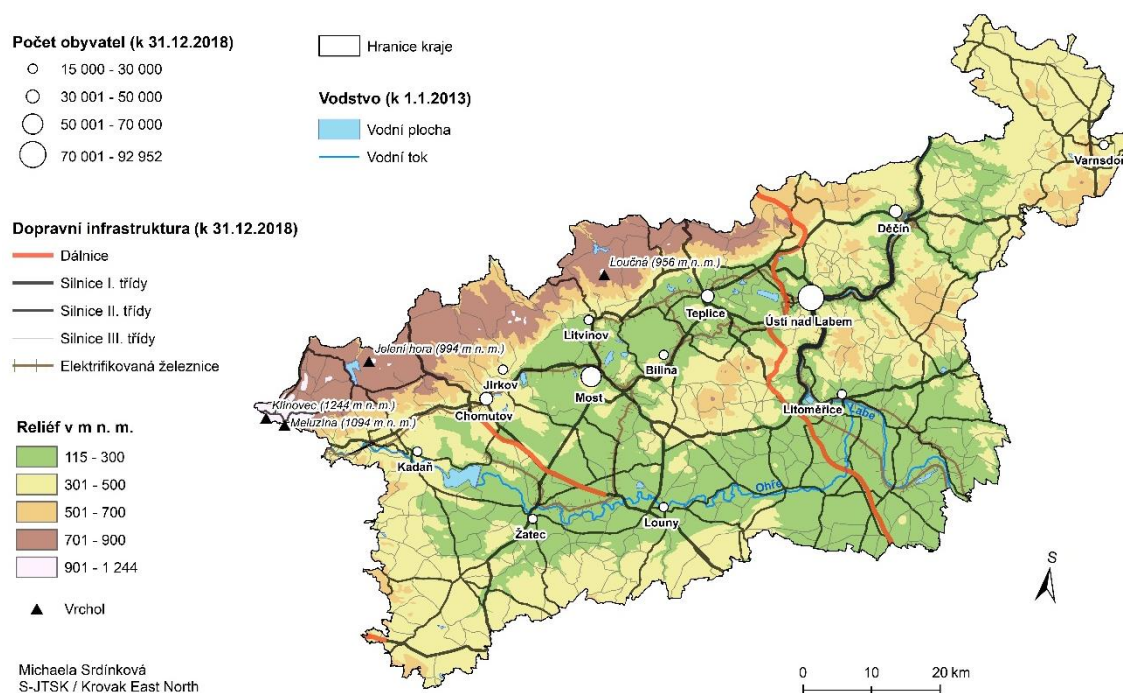 Počet obyvatel (k 31.12.2018)
15 000 - 30 000
30 001 - 50 000
50 001 - 70 000
70 001 - 92 952
Hranice kraje
Vodstvo (k 1.1.2013)
Vodní plocha
Vodní tok
Dopravní infrastruktura (k 31.12.2018)
Dálnice
Silnice I. třídy
Silnice II. třídy
Silnice III. třídy
Elektrifikovaná železnice
Reliéf v m n. m.
115 - 300
301 - 500
501 - 700
701 - 900
901 - 1 244
Vrchol
Michaela Srdínková
S-JTSK / Krovak East North
Varnsdorf
Děčín
Loučná (956 m n. m.)
Teplice
Ústí nad Labem
Litvínov
Jelení hora (994 m n. m.)
Bílina
Jirkov
Most
Klínovec (1244 m n. m.)
Chomutov
Litoměřice
Labe
Meluzína (1094 m n. m.)
Kadaň
Ohře
Žatec
Louny
S
0 10 20 km